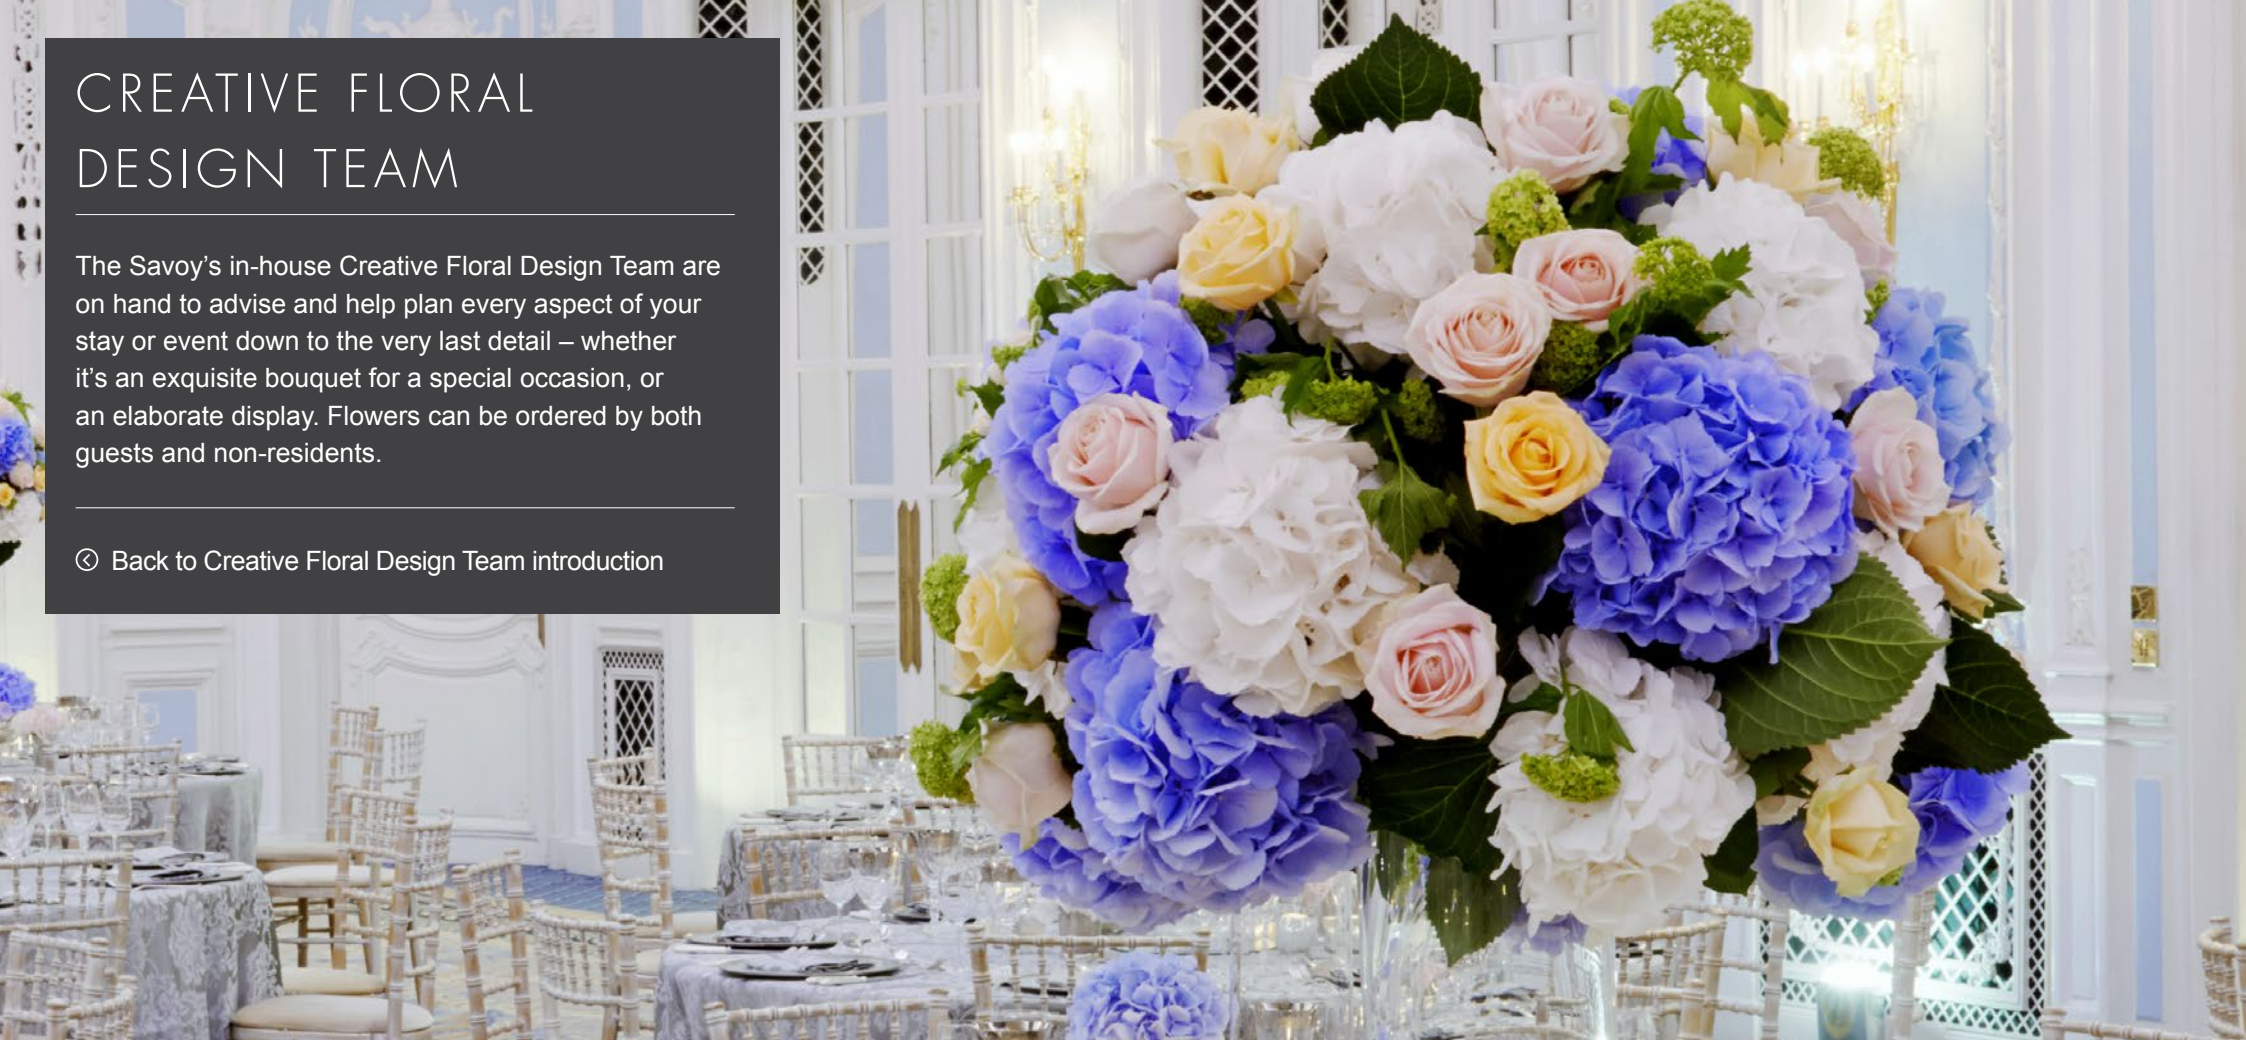 CREATIVE FLORAL
DESIGN TEAM
The Savoy’s in-house Creative Floral Design Team are
on hand to advise and help plan every aspect of your
stay or event down to the very last detail – whether
it’s an exquisite bouquet for a special occasion, or
an elaborate display. Flowers can be ordered by both
guests and non-residents.
Back to Creative Floral Design Team introduction